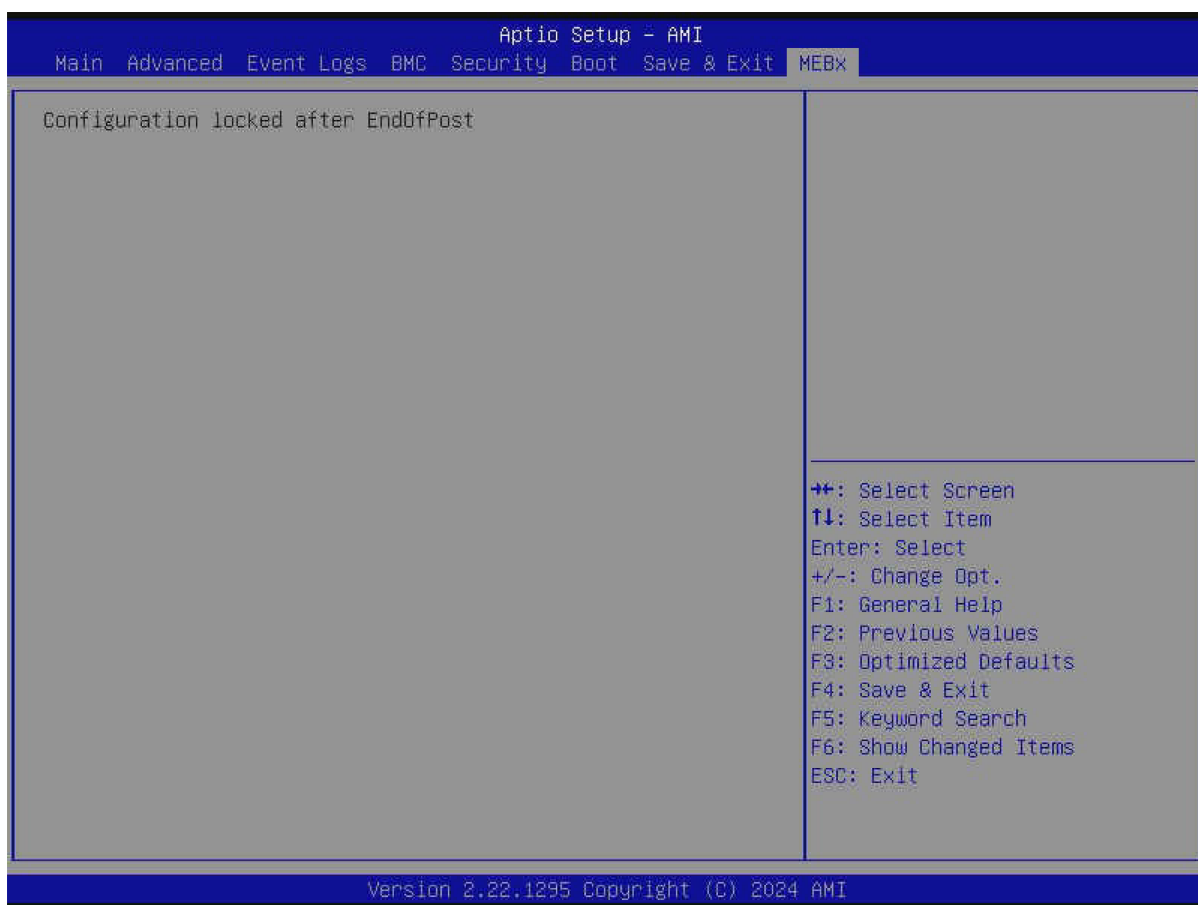 Aptio Setup – AMI
Main Advanced Event Logs BMC Security Boot Save & Exit MEBx
Configuration locked after EndOfPost
→←: Select Screen
↑↓: Select Item
Enter: Select
+/-: Change Opt.
F1: General Help
F2: Previous Values
F3: Optimized Defaults
F4: Save & Exit
F5: Keyword Search
F6: Show Changed Items
ESC: Exit
Version 2.22.1295 Copyright (C) 2024 AMI